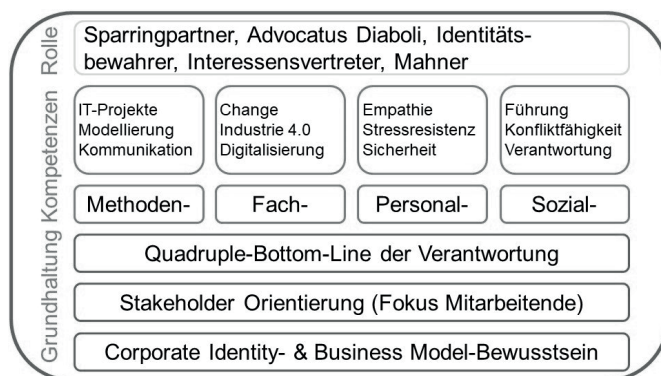 Rolle
Sparringpartner, Advocatus Diaboli, Identitäts-
bewahrer, Interessensvertreter, Mahner
Kompetenzen
IT-Projekte
Modellierung
Kommunikation
Change
Industrie 4.0
Digitalisierung
Empathie
Stressresistenz
Sicherheit
Führung
Konfliktfähigkeit
Verantwortung
Methoden-
Fach-
Personal-
Sozial-
Grundhaltung
Quadruple-Bottom-Line der Verantwortung
Stakeholder Orientierung (Fokus Mitarbeitende)
Corporate Identity- & Business Model-Bewusstsein